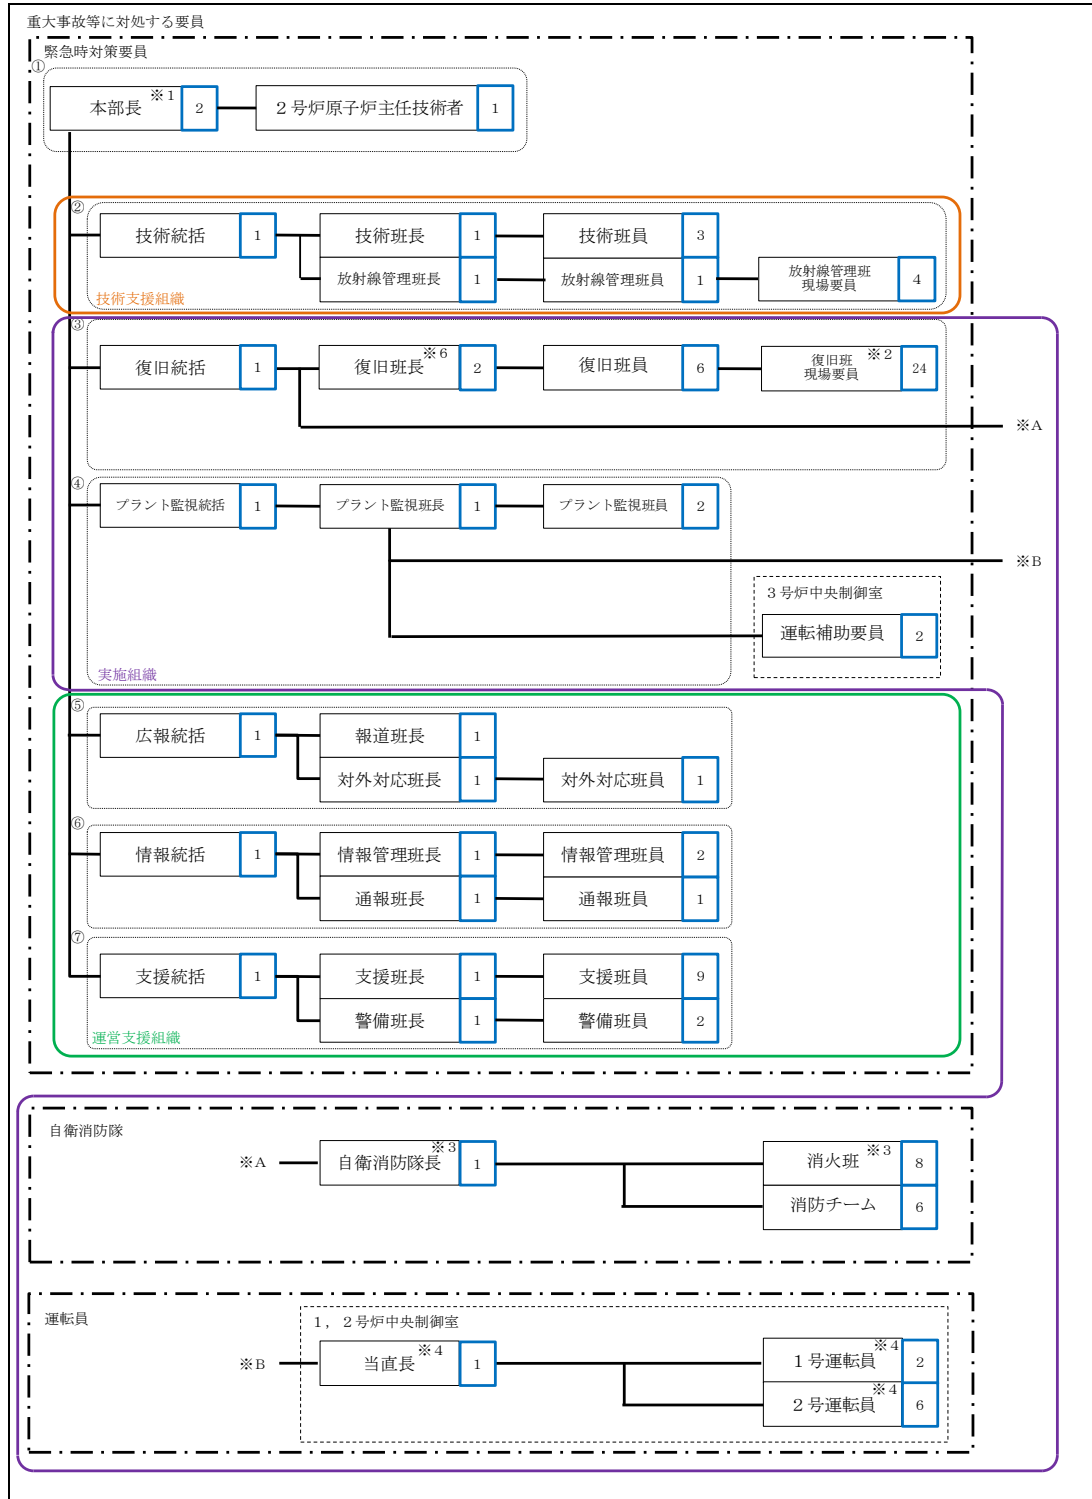 重大事故等に対処する要員
緊急時対策要員
①
本部長 ※1 2 2号炉原子炉主任技術者 1
②
技術統括 1 技術班長 1 技術班員 3
放射線管理班長 1 放射線管理班員 1 放射線管理班
現場要員 4
技術支援組織
③
復旧統括 1 復旧班長 ※6 2 復旧班員 6 復旧班 ※2
現場要員 24
※A
④
プラント監視統括 1 プラント監視班長 1 プラント監視班員 2
※B
3号炉中央制御室
運転補助要員 2
実施組織
⑤
広報統括 1 報道班長 1
対外対応班長 1 対外対応班員 1
⑥
情報統括 1 情報管理班長 1 情報管理班員 2
通報班長 1 通報班員 1
⑦
支援統括 1 支援班長 1 支援班員 9
警備班長 1 警備班員 2
運営支援組織
自衛消防隊
※A 自衛消防隊長 ※3 1 消火班 ※3 8
消防チーム 6
運転員
1，2号炉中央制御室
※B 当直長 ※4 1 1号運転員 ※4 2
2号運転員 ※4 6